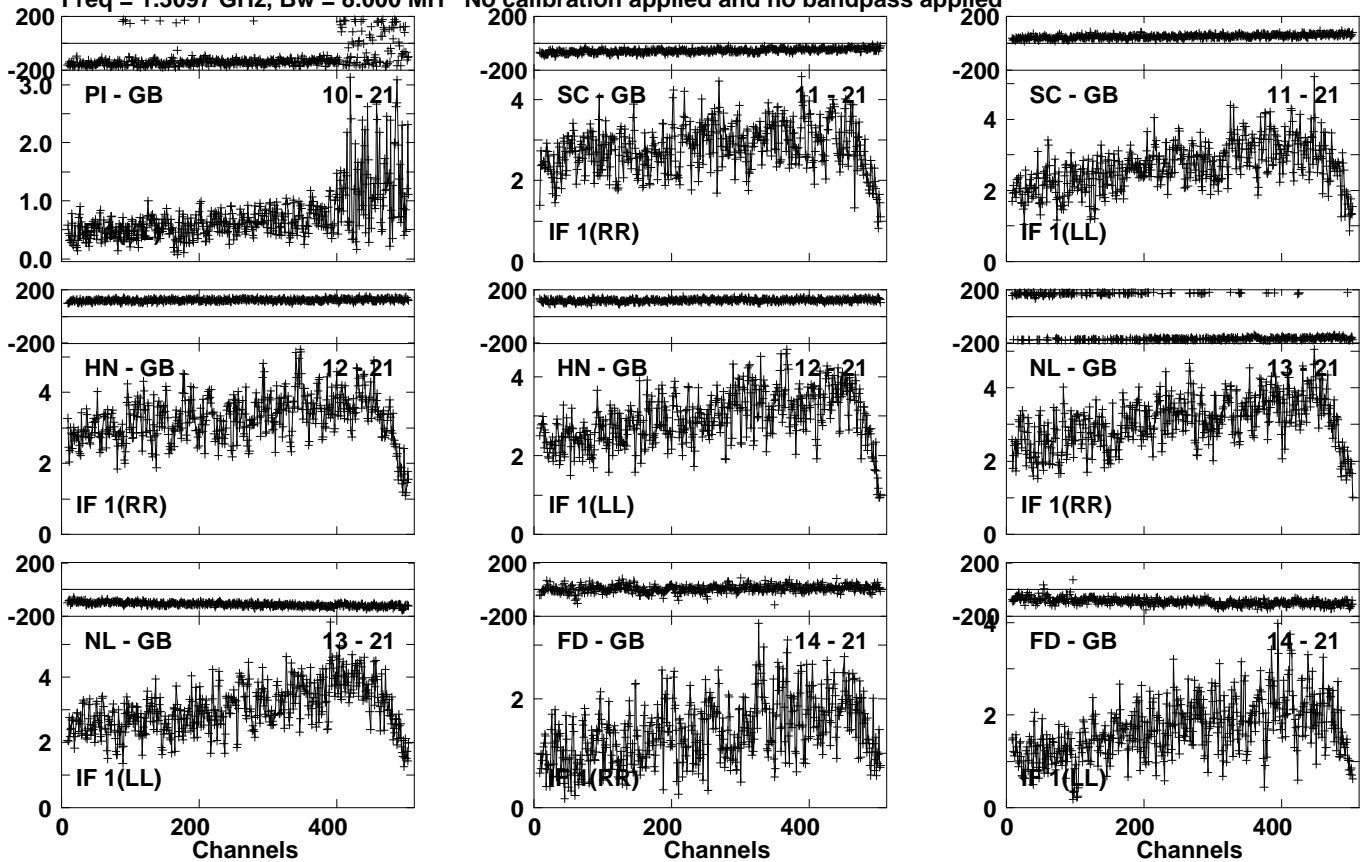 Freq = 1.3097 GHz, Bw = 8.000 MH No calibration applied and no bandpass applied
200
-200
3.0
2.0
1.0
0.0
PI - GB 10 - 21
200
-200
4
2
0
SC - GB 11 - 21
IF 1(RR)
200
-200
4
2
0
SC - GB 11 - 21
IF 1(LL)
200
-200
4
2
0
HN - GB 12 - 21
IF 1(RR)
200
-200
4
2
0
HN - GB 12 - 21
IF 1(LL)
200
-200
4
2
0
NL - GB 13 - 21
IF 1(RR)
200
-200
4
2
0
NL - GB 13 - 21
IF 1(LL)
0 200 400
Channels
200
-200
2
0
FD - GB 14 - 21
IF 1(RR)
0 200 400
Channels
200
-200
4
2
0
FD - GB 14 - 21
IF 1(LL)
0 200 400
Channels